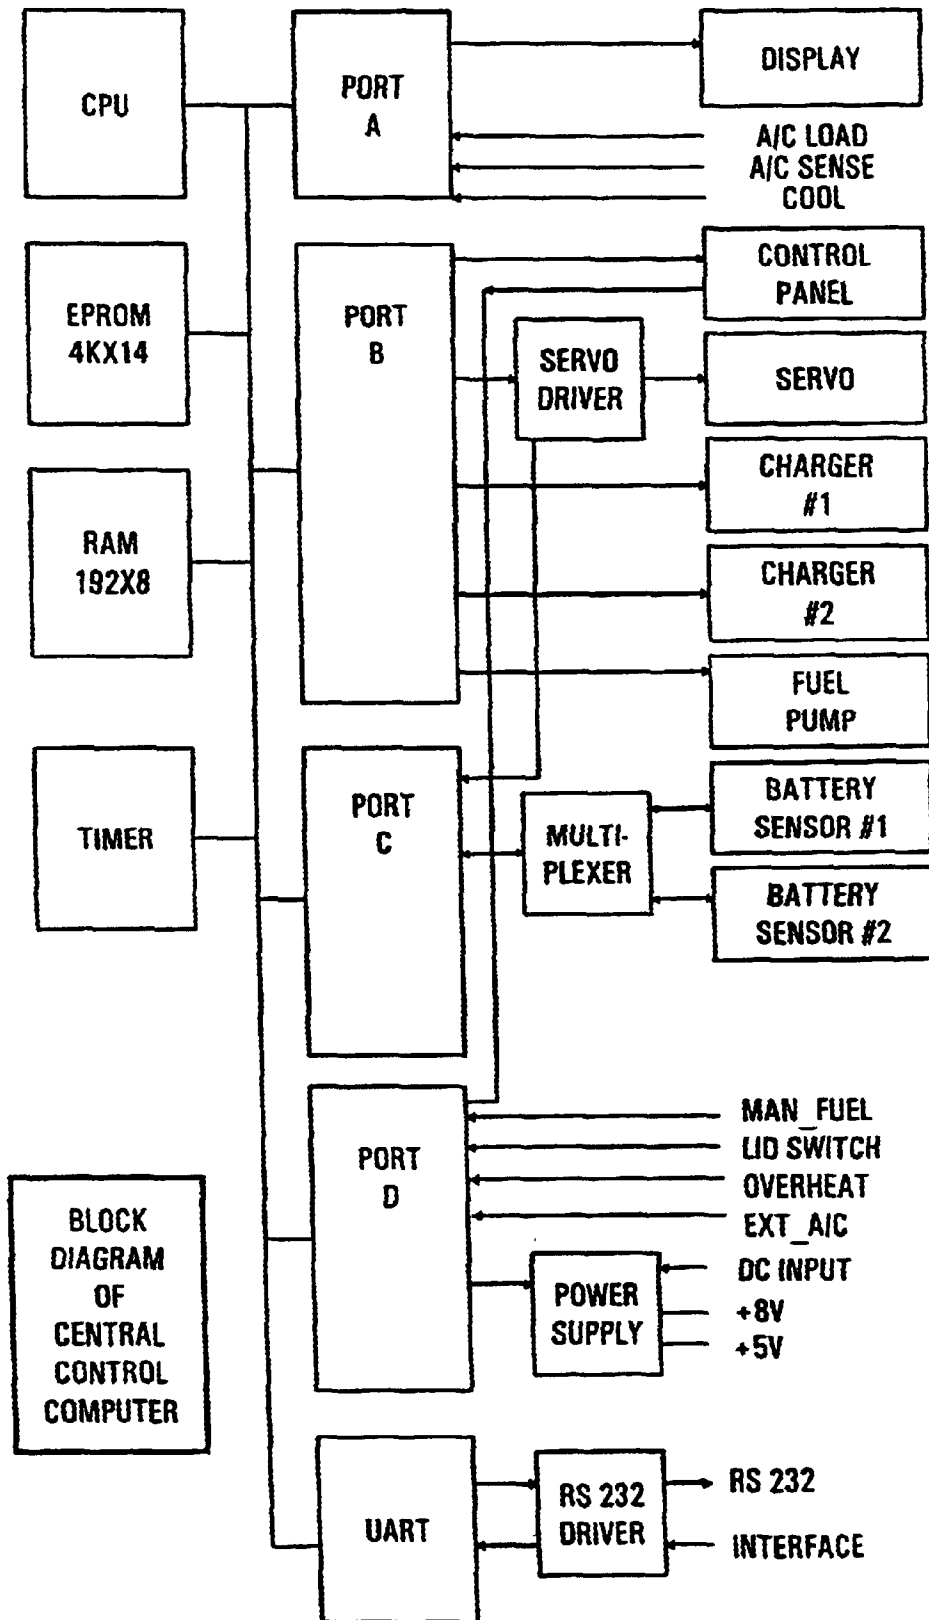 CPU
PORT
A
DISPLAY
A/C LOAD
A/C SENSE
COOL
EPROM
4KX14
PORT
B
CONTROL
PANEL
SERVO
DRIVER
SERVO
RAM
192X8
CHARGER
#1
CHARGER
#2
FUEL
PUMP
TIMER
PORT
C
MULTI-
PLEXER
BATTERY
SENSOR #1
BATTERY
SENSOR #2
PORT
D
MAN_FUEL
LID SWITCH
OVERHEAT
EXT_A/C
POWER
SUPPLY
DC INPUT
+8V
+5V
BLOCK
DIAGRAM
OF
CENTRAL
CONTROL
COMPUTER
UART
RS 232
DRIVER
RS 232
INTERFACE